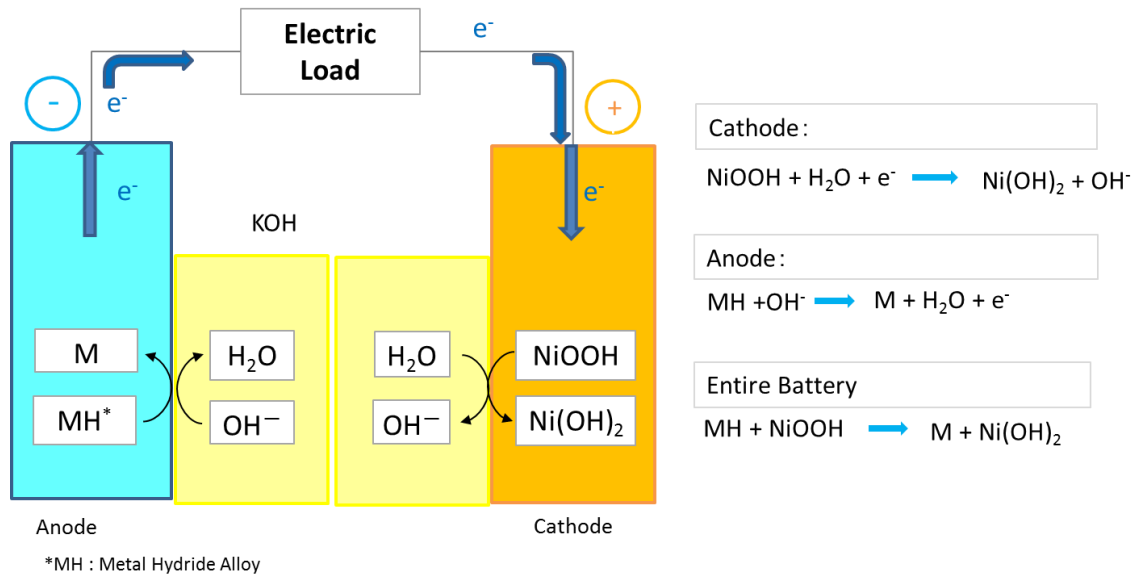 Electric
Load
e⁻
e⁻
-
+
e⁻
e⁻
KOH
M
MH*
H₂O
OH—
H₂O
OH—
NiOOH
Ni(OH)₂
Anode
Cathode
*MH : Metal Hydride Alloy
Cathode:
NiOOH + H₂O + e⁻ → Ni(OH)₂ + OH⁻
Anode:
MH +OH⁻ → M + H₂O + e⁻
Entire Battery
MH + NiOOH → M + Ni(OH)₂